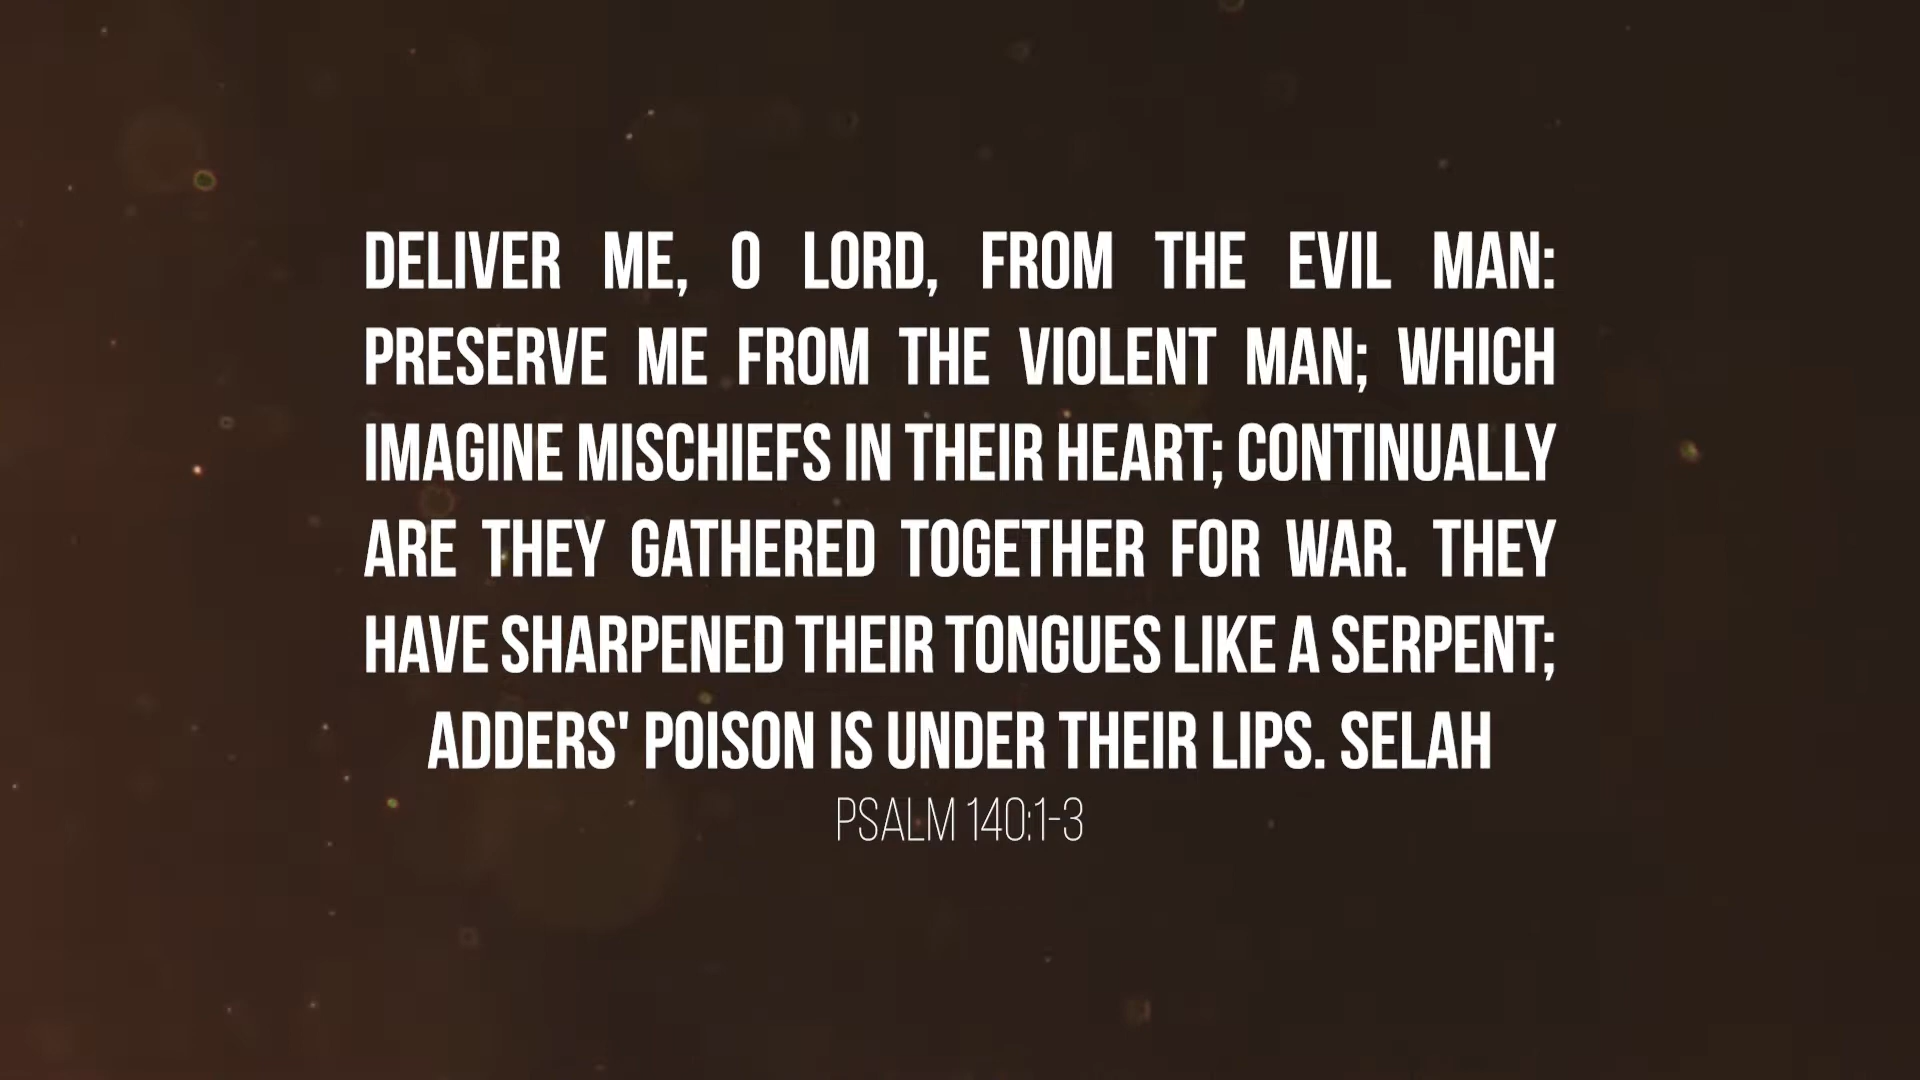 DELIVER ME, O LORD, FROM THE EVIL MAN:
PRESERVE ME FROM THE VIOLENT MAN; WHICH
IMAGINE MISCHIEFS IN THEIR HEART; CONTINUALLY
ARE THEY GATHERED TOGETHER FOR WAR. THEY
HAVE SHARPENED THEIR TONGUES LIKE A SERPENT;
ADDERS' POISON IS UNDER THEIR LIPS. SELAH
PSALM 140:1-3